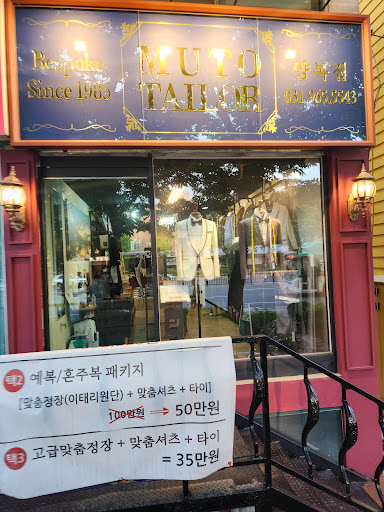 Bespoke
Since 1985
MUTO
TAILOR
양복점
031.965.5543
택2 예복/혼주복 패키지
[맞춤정장(이태리원단) + 맞춤셔츠 + 타이]
100만원 → 50만원
택3 고급맞춤정장 + 맞춤셔츠 + 타이
= 35만원